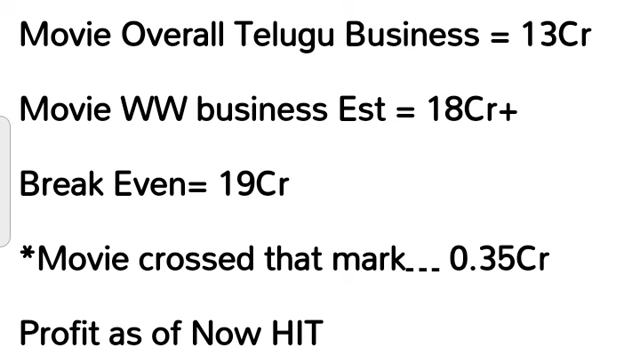 Movie Overall Telugu Business = 13Cr
Movie WW business Est = 18Cr+
Break Even= 19Cr
*Movie crossed that mark... 0.35Cr
Profit as of Now HIT